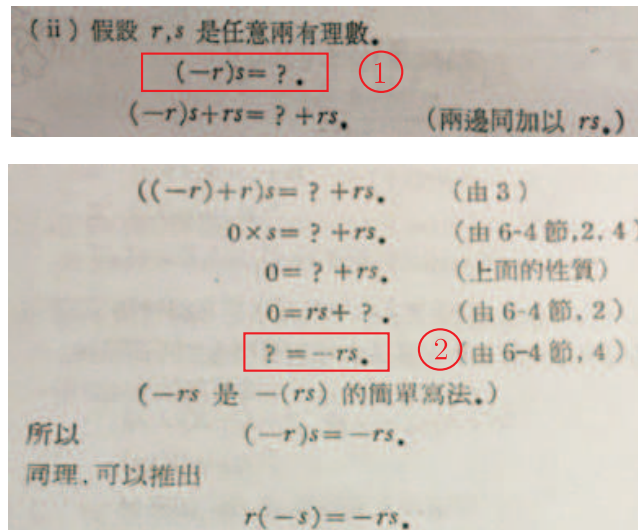 (ii) 假設 r,s 是任意兩有理數.
(-r)s= ?. ①
(-r)s+rs= ? +rs. (兩邊同加以 rs.)
((-r)+r)s= ? +rs. (由 3)
0×s= ? +rs. (由 6-4 節,2,4)
0= ? +rs. (上面的性質)
0=rs+ ?. (由 6-4 節,2)
? =-rs. ② (由 6-4 節,4)
(-rs 是 -(rs) 的簡單寫法.)
所以 (-r)s=-rs.
同理,可以推出
r(-s)=-rs.